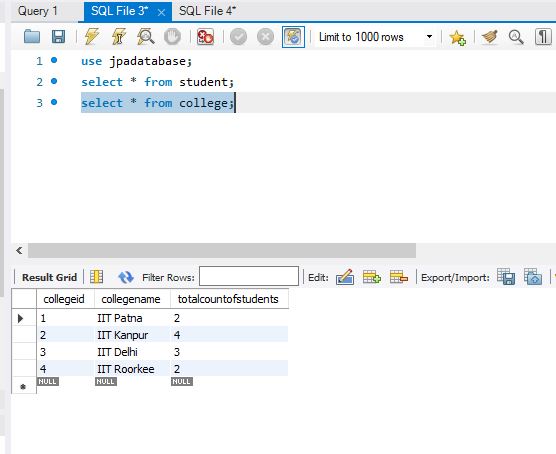 Query 1 SQL File 3* × SQL File 4*
Limit to 1000 rows
1 use jpadatabase;
2 select * from student;
3 select * from college;
Result Grid Filter Rows: Edit: Export/Import:
collegeid collegename totalcountofstudents
1 IIT Patna 2
2 IIT Kanpur 4
3 IIT Delhi 3
4 IIT Roorkee 2
NULL NULL NULL